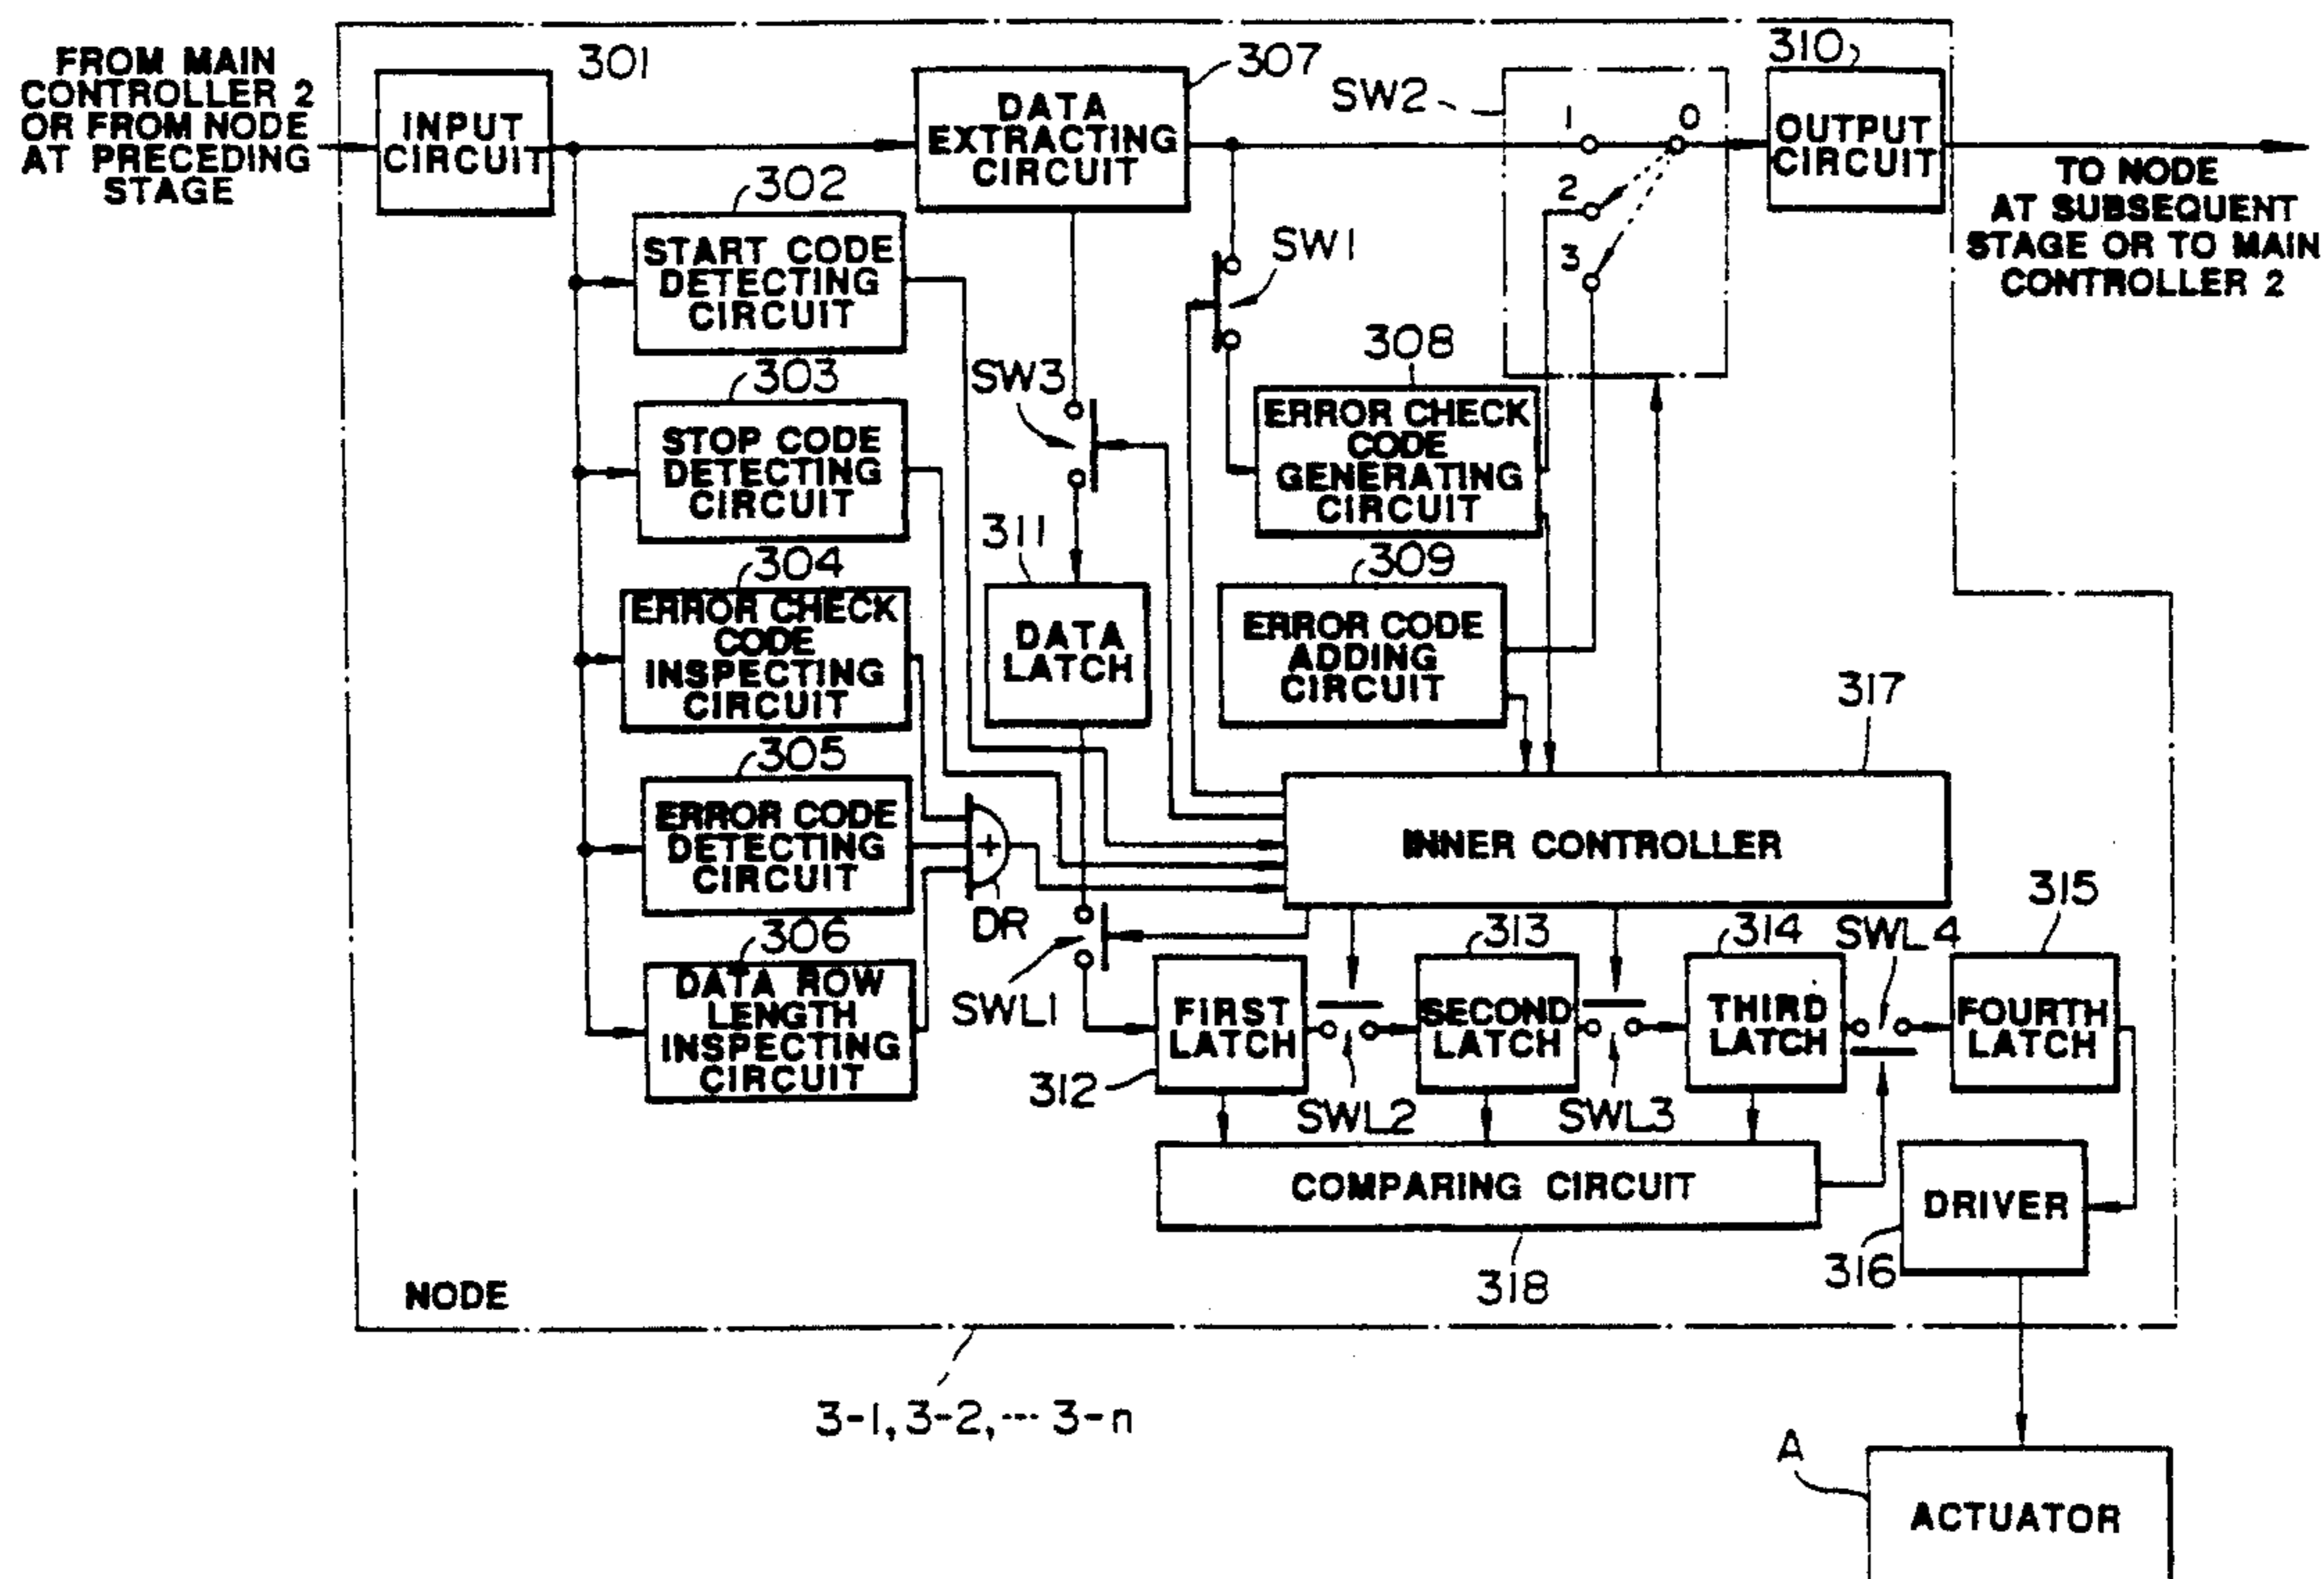 FROM MAIN
CONTROLLER 2
OR FROM NODE
AT PRECEDING
STAGE
301
INPUT
CIRCUIT
307
DATA
EXTRACTING
CIRCUIT
SW2
1
0
2
3
310
OUTPUT
CIRCUIT
TO NODE
AT SUBSEQUENT
STAGE OR TO MAIN
CONTROLLER 2
302
START CODE
DETECTING
CIRCUIT
SW1
303
STOP CODE
DETECTING
CIRCUIT
SW3
308
ERROR CHECK
CODE
GENERATING
CIRCUIT
304
ERROR CHECK
CODE
INSPECTING
CIRCUIT
311
DATA
LATCH
309
ERROR CODE
ADDING
CIRCUIT
317
INNER CONTROLLER
305
ERROR CODE
DETECTING
CIRCUIT
+
DR
306
DATA ROW
LENGTH
INSPECTING
CIRCUIT
SWL1
312
FIRST
LATCH
SWL2
313
SECOND
LATCH
SWL3
314
THIRD
LATCH
SWL4
315
FOURTH
LATCH
COMPARING CIRCUIT
318
DRIVER
316
NODE
3-1, 3-2, --- 3-n
A
ACTUATOR